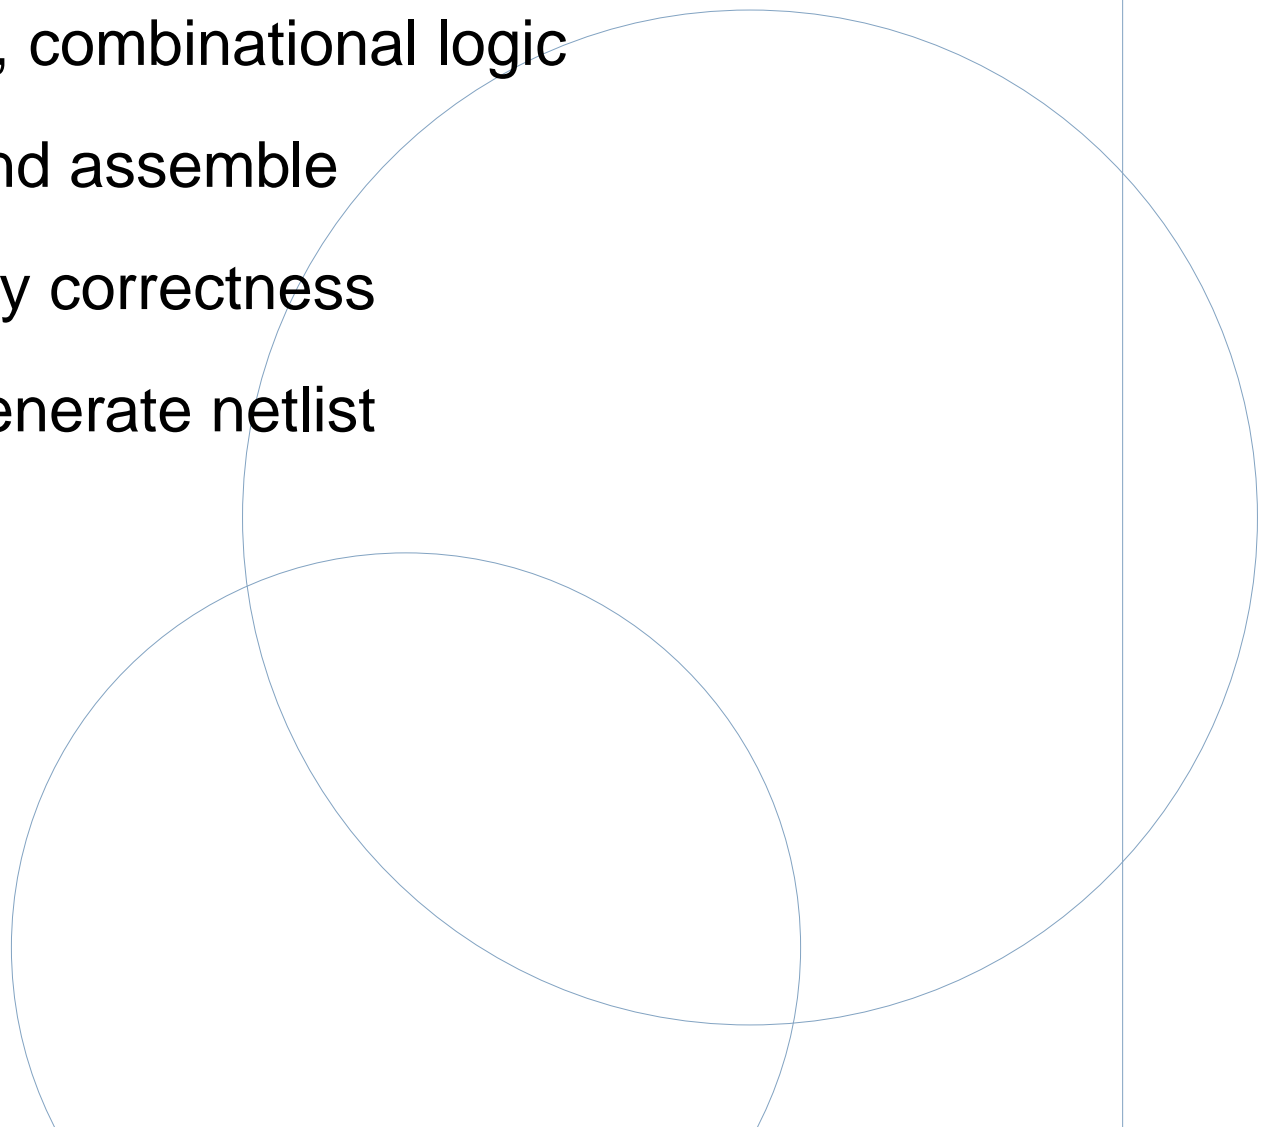 , combinational logic
nd assemble
y correctness
enerate netlist